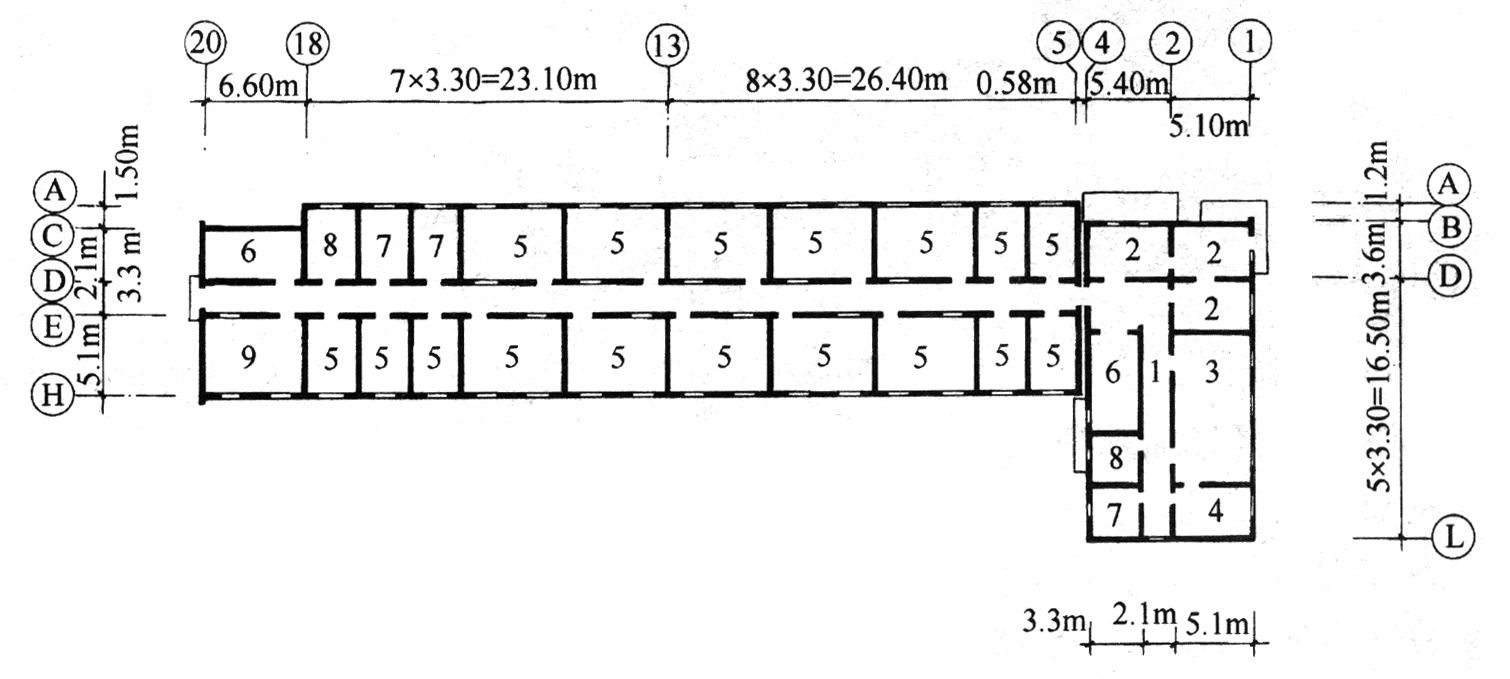 20 18 13 5 4 2 1
6.60m 7×3.30=23.10m 8×3.30=26.40m 0.58m 5.40m
5.10m
A 1.50m
C 2.1m
D 3.3 m
E 5.1m
H
1.2m A
B
3.6m D
5×3.30=16.50m
L
6 8 7 7 5 5 5 5 5 5 5 2 2
2
9 5 5 5 5 5 5 5 5 5 5 6 1 3
8
7 4
3.3m 2.1m 5.1m